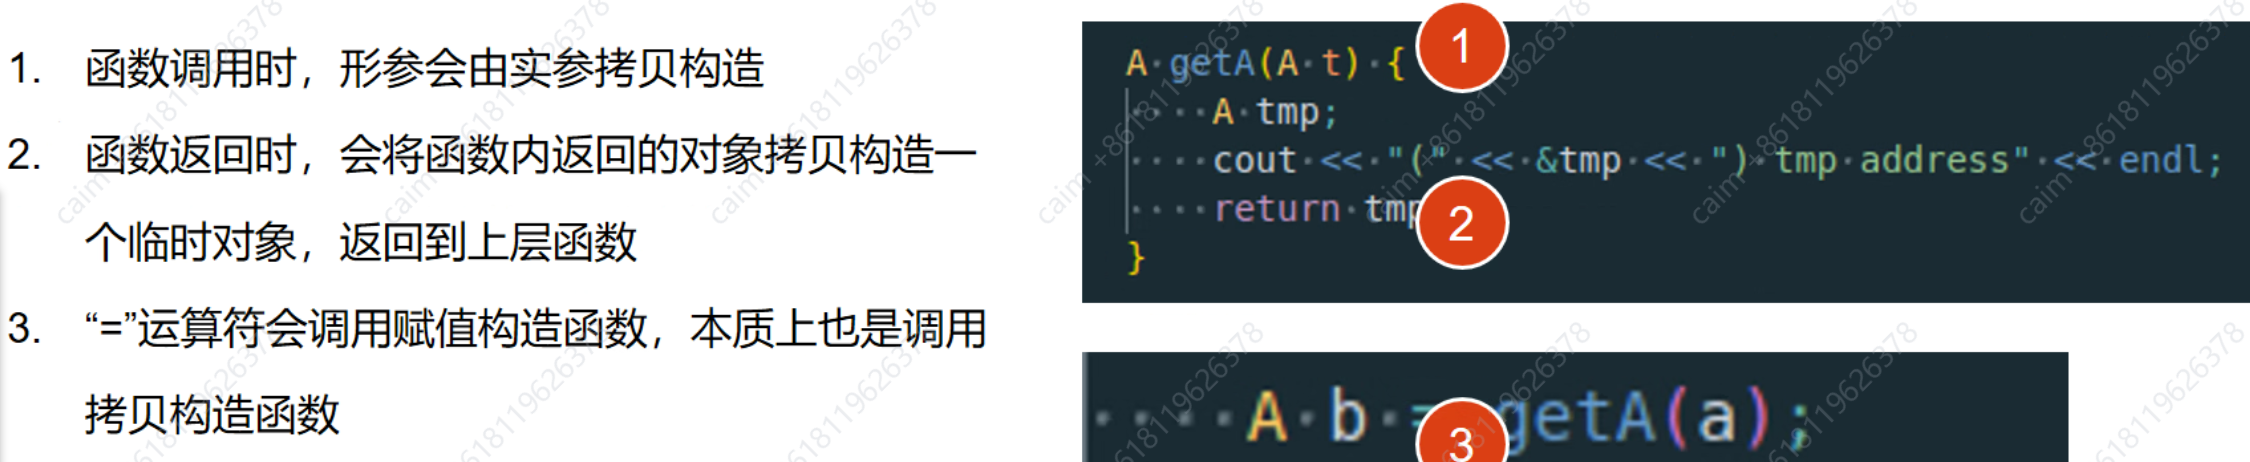 1. 函数调用时，形参会由实参拷贝构造
2. 函数返回时，会将函数内返回的对象拷贝构造一
个临时对象，返回到上层函数
3. “=”运算符会调用赋值构造函数，本质上也是调用
拷贝构造函数
A getA(A t) {
1
A tmp;
cout << "(" << &tmp << ") tmp address" << endl;
return tmp
2
}
A b = getA(a);
3
caim +8618119626378